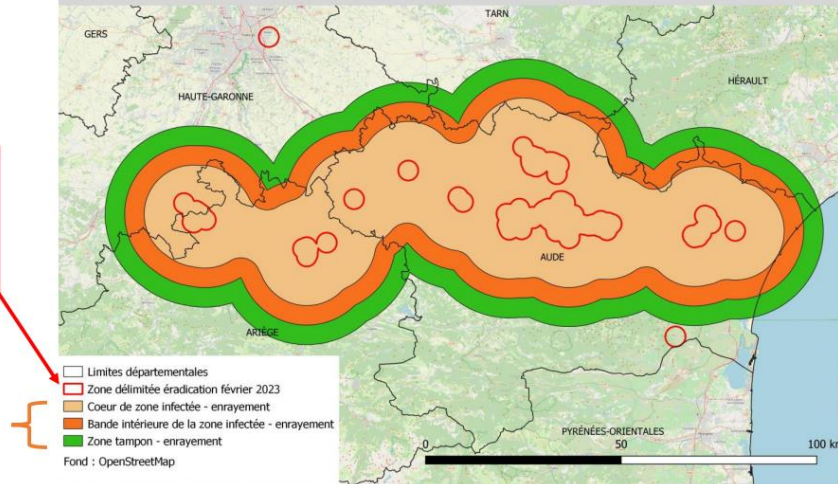 TARN
GERS
HÉRAULT
HAUTE-GARONNE
AUDE
ARIÈGE
PYRÉNÉES-ORIENTALES
Limites départementales
Zone délimitée éradication février 2023
Coeur de zone infectée - enrayement
Bande intérieure de la zone infectée - enrayement
Zone tampon - enrayement
Fond : OpenStreetMap
0 50 100 km